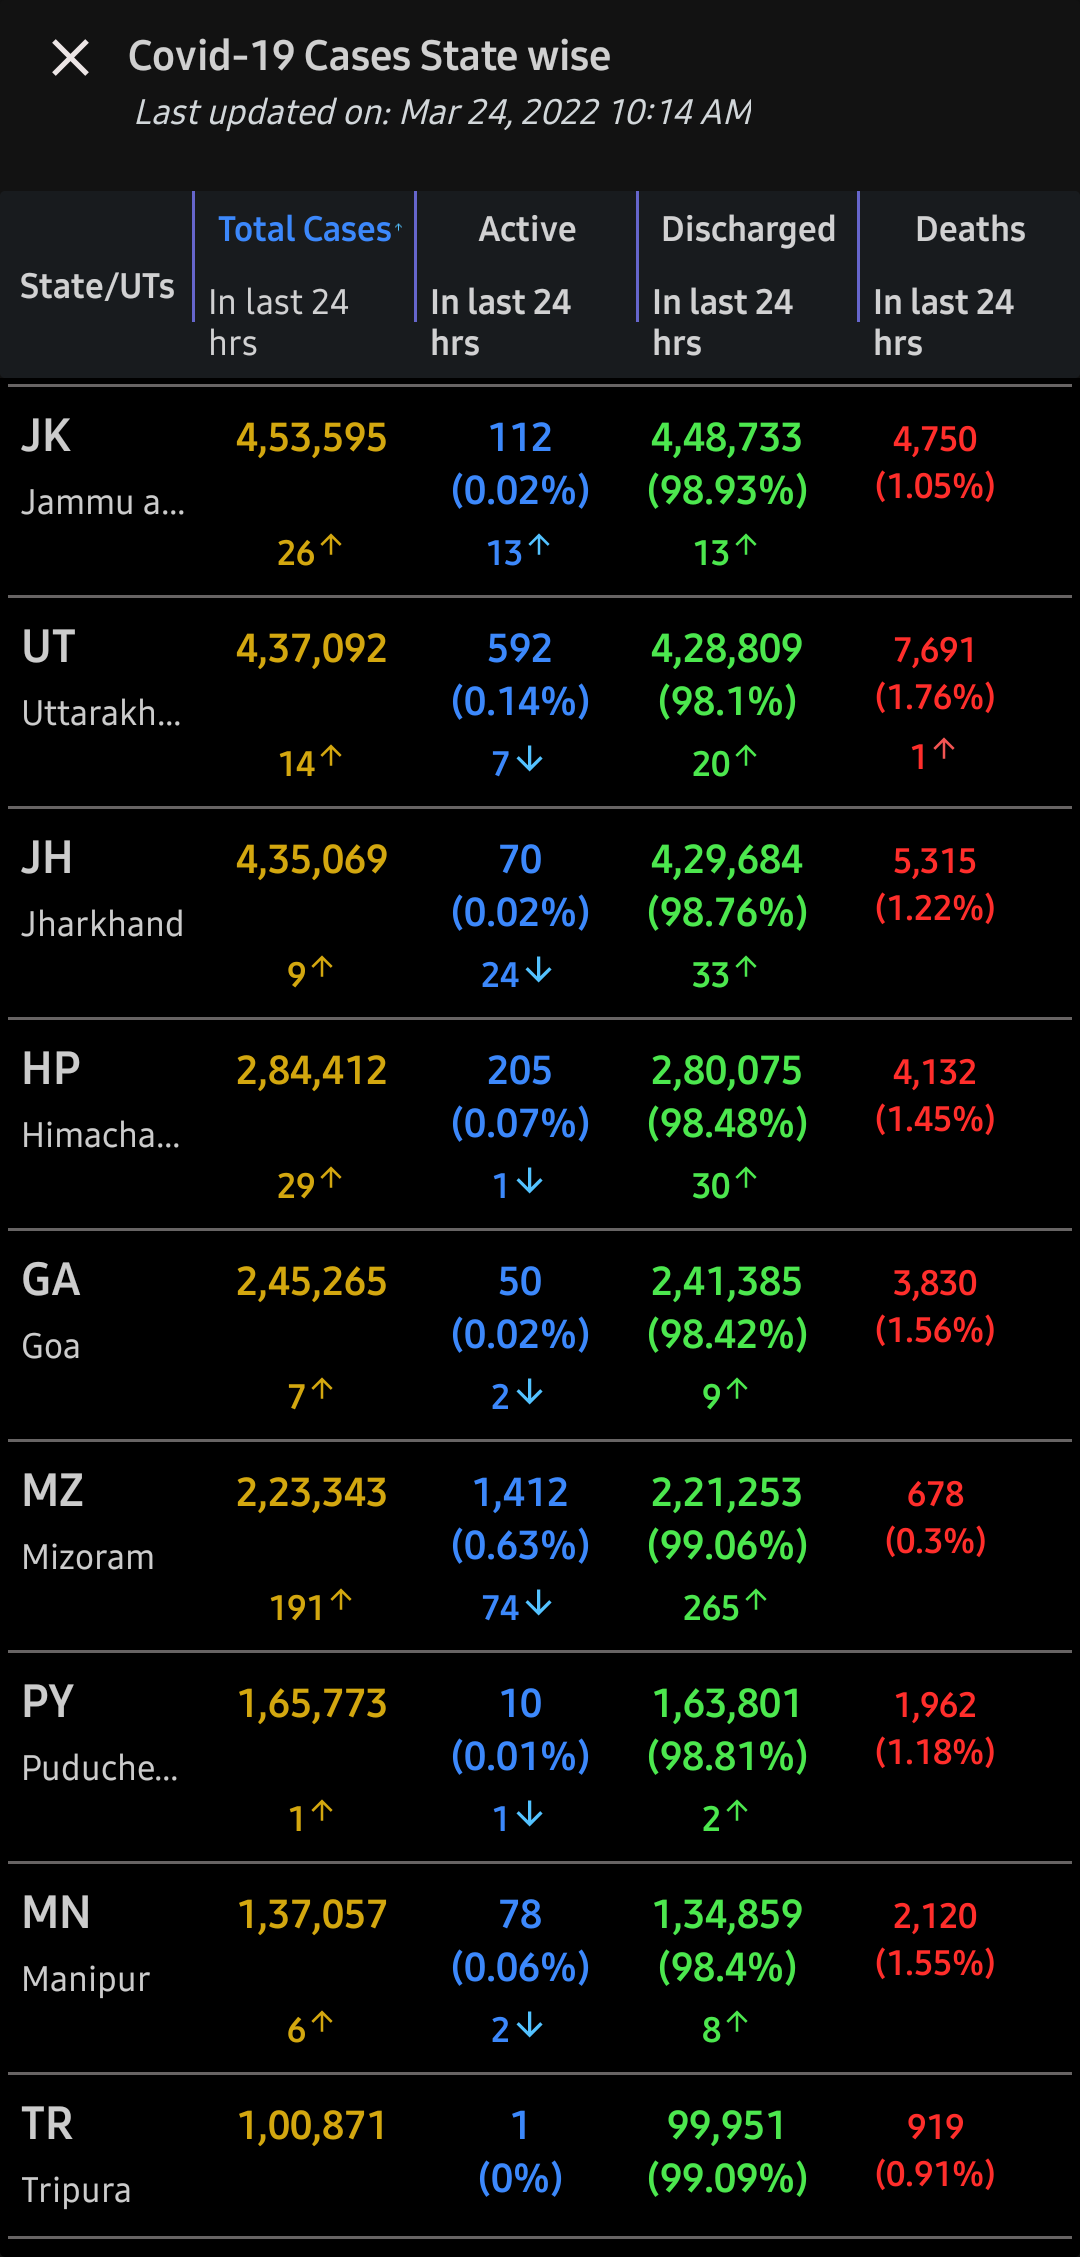 Covid-19 Cases State wise
Last updated on: Mar 24, 2022 10:14 AM
State/UTs Total Cases↑ Active Discharged Deaths
In last 24 hrs In last 24 hrs In last 24 hrs In last 24 hrs
JK 4,53,595 112 4,48,733 4,750
Jammu a... (0.02%) (98.93%) (1.05%)
26↑ 13↑ 13↑
UT 4,37,092 592 4,28,809 7,691
Uttarakh... (0.14%) (98.1%) (1.76%)
14↑ 7↓ 20↑ 1↑
JH 4,35,069 70 4,29,684 5,315
Jharkhand (0.02%) (98.76%) (1.22%)
9↑ 24↓ 33↑
HP 2,84,412 205 2,80,075 4,132
Himacha... (0.07%) (98.48%) (1.45%)
29↑ 1↓ 30↑
GA 2,45,265 50 2,41,385 3,830
Goa (0.02%) (98.42%) (1.56%)
7↑ 2↓ 9↑
MZ 2,23,343 1,412 2,21,253 678
Mizoram (0.63%) (99.06%) (0.3%)
191↑ 74↓ 265↑
PY 1,65,773 10 1,63,801 1,962
Puduche... (0.01%) (98.81%) (1.18%)
1↑ 1↓ 2↑
MN 1,37,057 78 1,34,859 2,120
Manipur (0.06%) (98.4%) (1.55%)
6↑ 2↓ 8↑
TR 1,00,871 1 99,951 919
Tripura (0%) (99.09%) (0.91%)